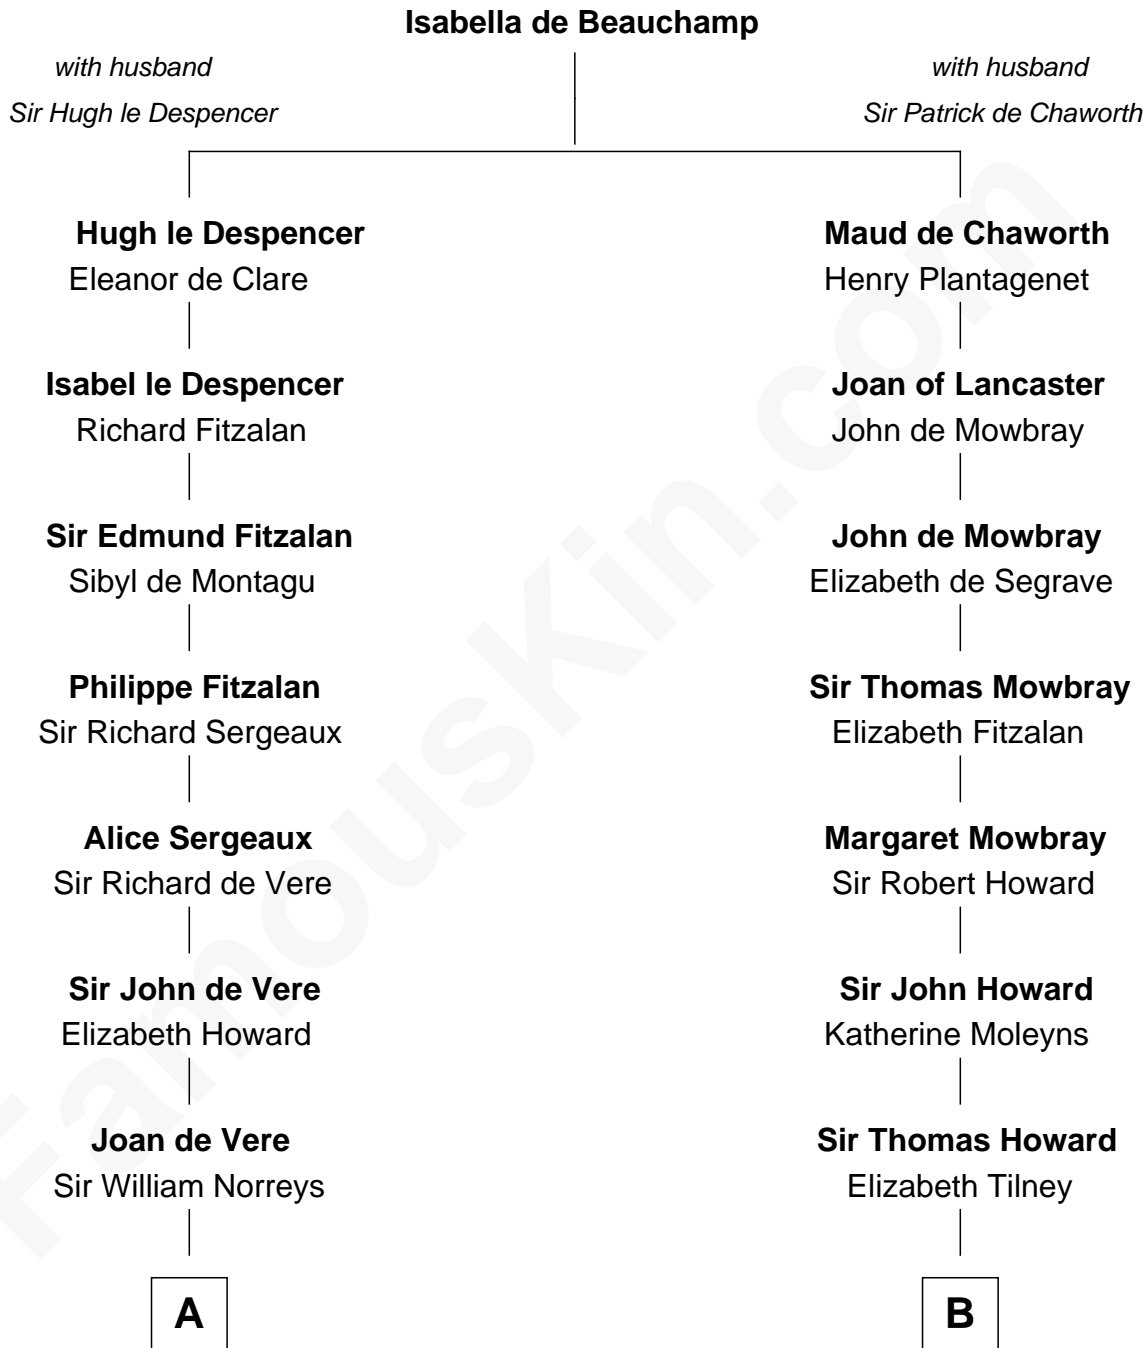 Isabella de Beauchamp
with husband
Sir Hugh le Despencer
with husband
Sir Patrick de Chaworth
Hugh le Despencer
Eleanor de Clare
Maud de Chaworth
Henry Plantagenet
Isabel le Despencer
Richard Fitzalan
Joan of Lancaster
John de Mowbray
Sir Edmund Fitzalan
Sibyl de Montagu
John de Mowbray
Elizabeth de Segrave
Philippe Fitzalan
Sir Richard Sergeaux
Sir Thomas Mowbray
Elizabeth Fitzalan
Alice Sergeaux
Sir Richard de Vere
Margaret Mowbray
Sir Robert Howard
Sir John de Vere
Elizabeth Howard
Sir John Howard
Katherine Moleyns
Joan de Vere
Sir William Norreys
Sir Thomas Howard
Elizabeth Tilney
A
B
FamousKin.com